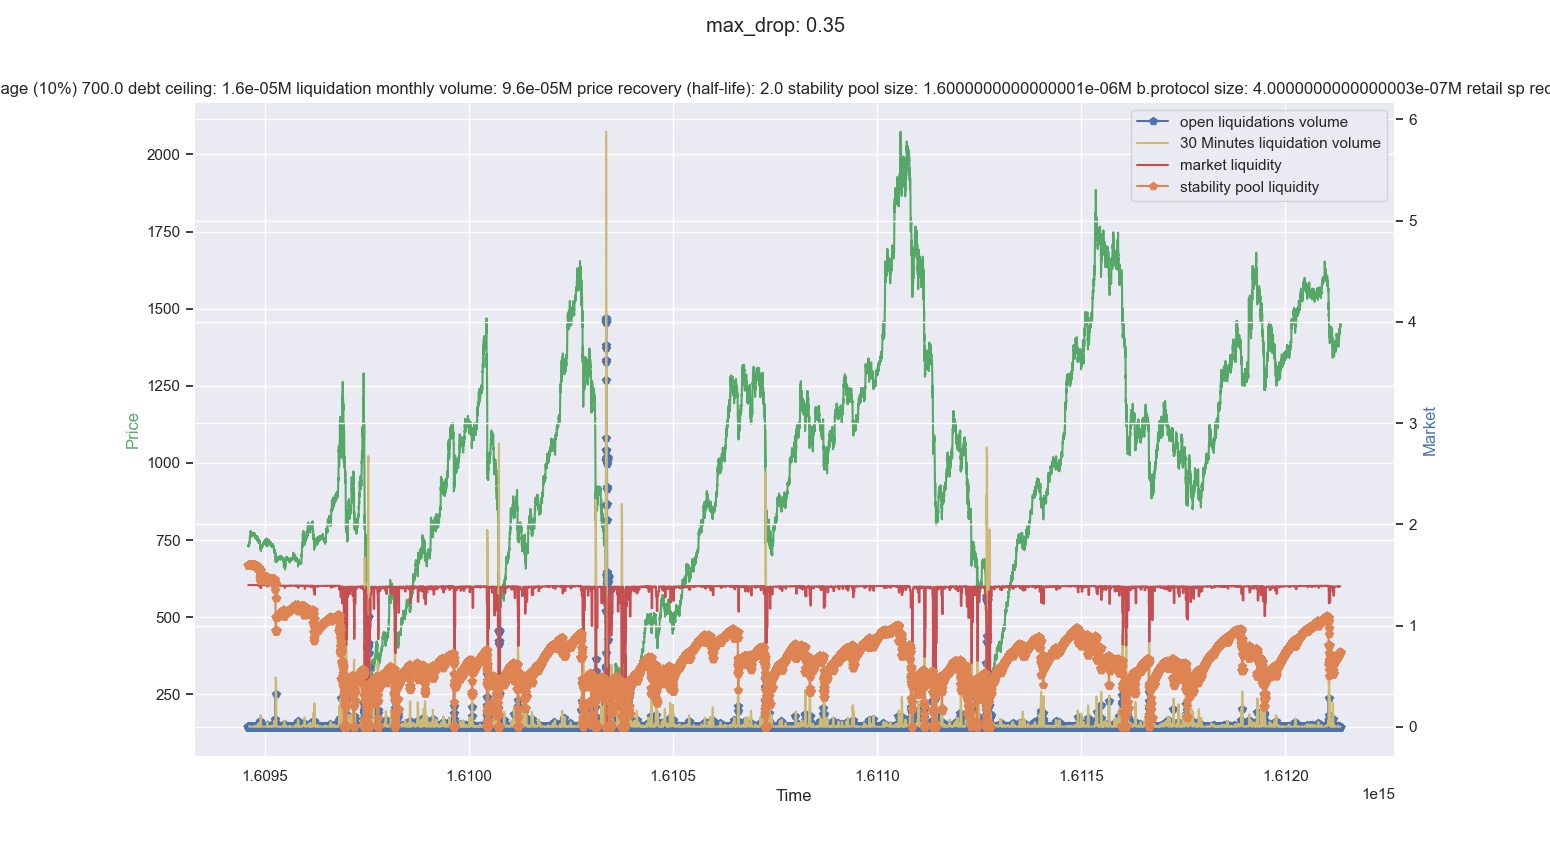 max_drop: 0.35
age (10%) 700.0 debt ceiling: 1.6e-05M liquidation monthly volume: 9.6e-05M price recovery (half-life): 2.0 stability pool size: 1.6000000000000001e-06M b.protocol size: 4.0000000000000003e-07M retail sp rec
open liquidations volume
30 Minutes liquidation volume
market liquidity
stability pool liquidity
2000
1750
1500
1250
1000
750
500
250
Price
6
5
4
3
2
1
0
Market
1.6095 1.6100 1.6105 1.6110 1.6115 1.6120
1e15
Time